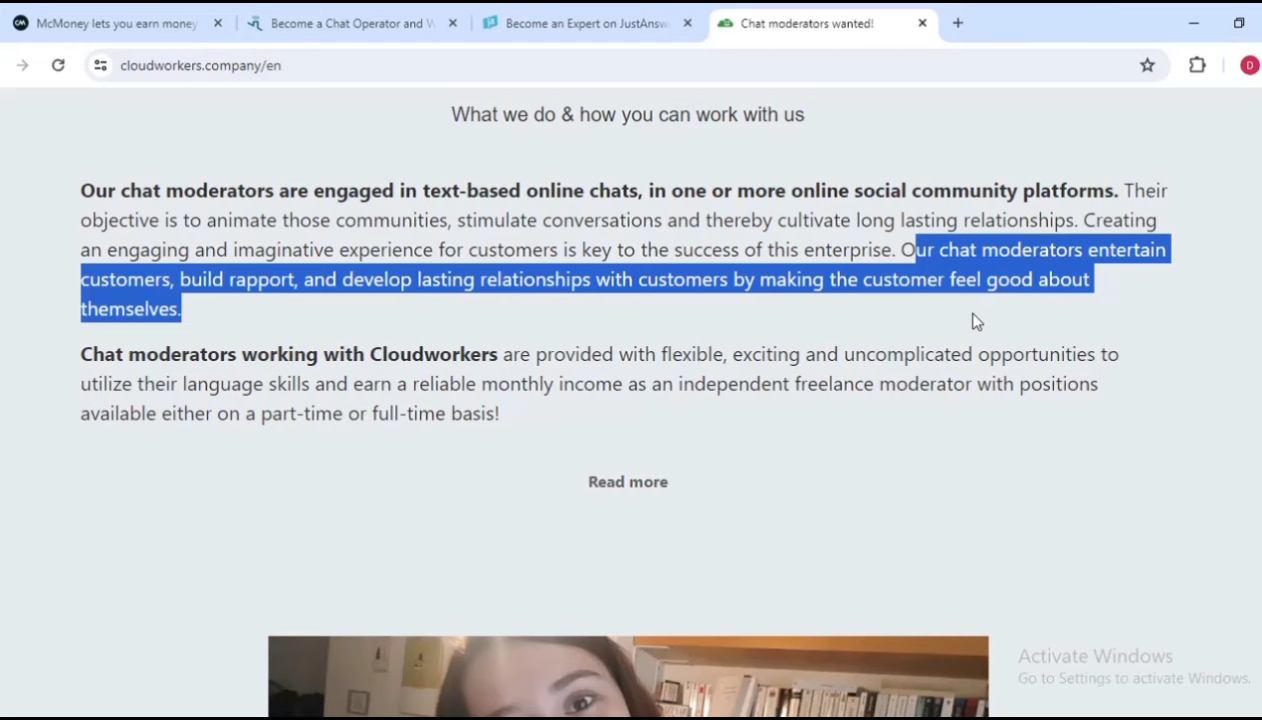 McMoney lets you earn money
Become a Chat Operator and W
Become an Expert on JustAnsw
Chat moderators wanted!
cloudworkers.company/en
D
What we do & how you can work with us
Our chat moderators are engaged in text-based online chats, in one or more online social community platforms. Their
objective is to animate those communities, stimulate conversations and thereby cultivate long lasting relationships. Creating
an engaging and imaginative experience for customers is key to the success of this enterprise. Our chat moderators entertain
customers, build rapport, and develop lasting relationships with customers by making the customer feel good about
themselves.
Chat moderators working with Cloudworkers are provided with flexible, exciting and uncomplicated opportunities to
utilize their language skills and earn a reliable monthly income as an independent freelance moderator with positions
available either on a part-time or full-time basis!
Read more
Activate Windows
Go to Settings to activate Windows.